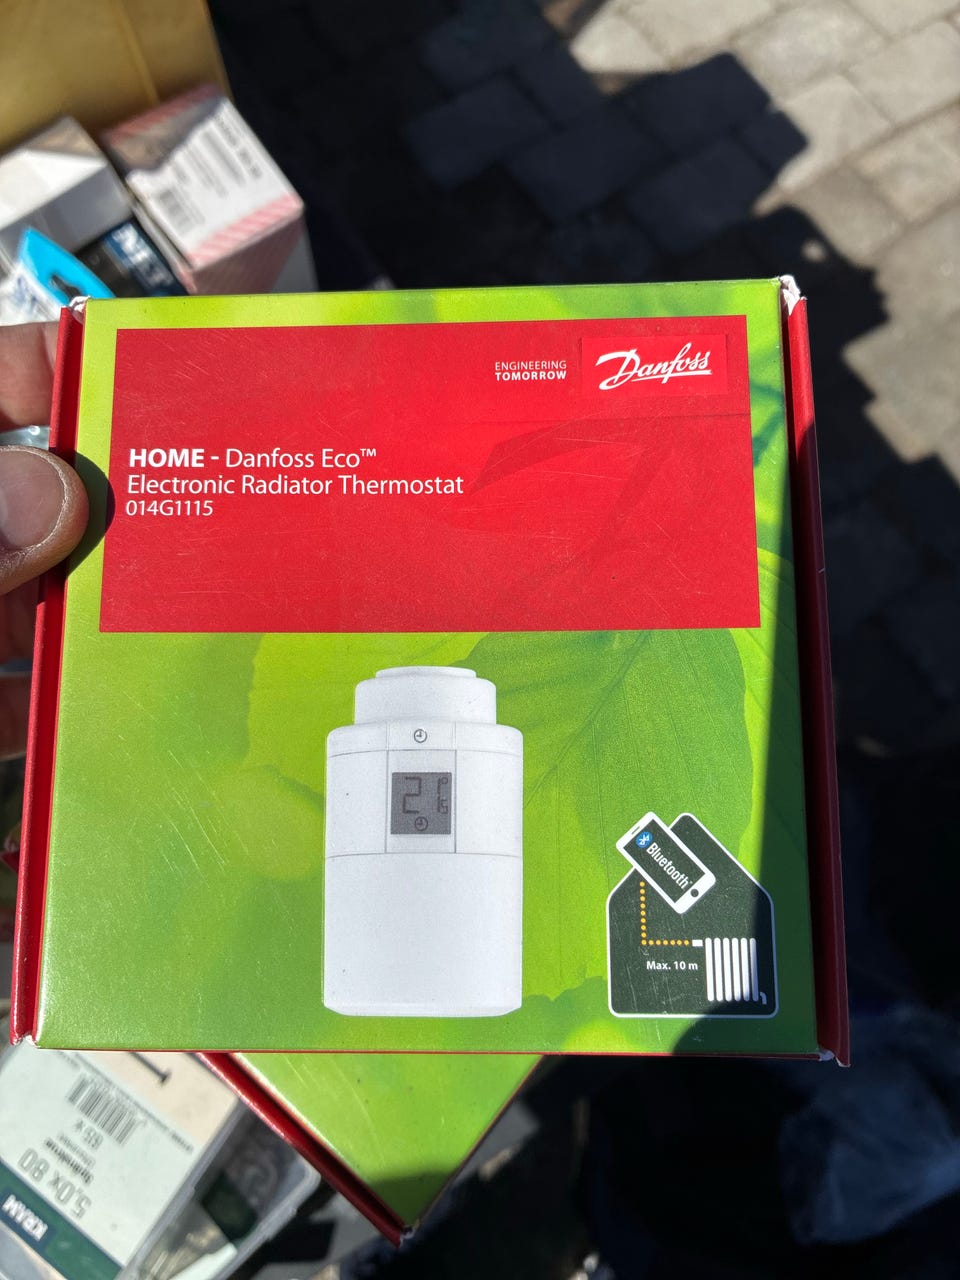 ENGINEERING
TOMORROW
Danfoss
HOME - Danfoss Eco™
Electronic Radiator Thermostat
014G1115
21°
Bluetooth
Max. 10 m
5,0x 80